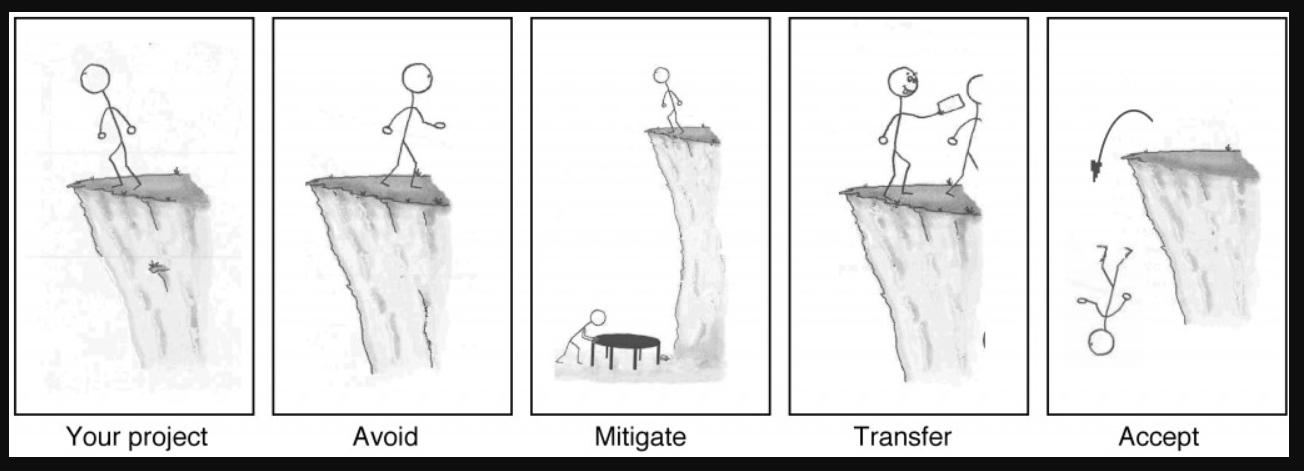 Your project
Avoid
Mitigate
Transfer
Accept